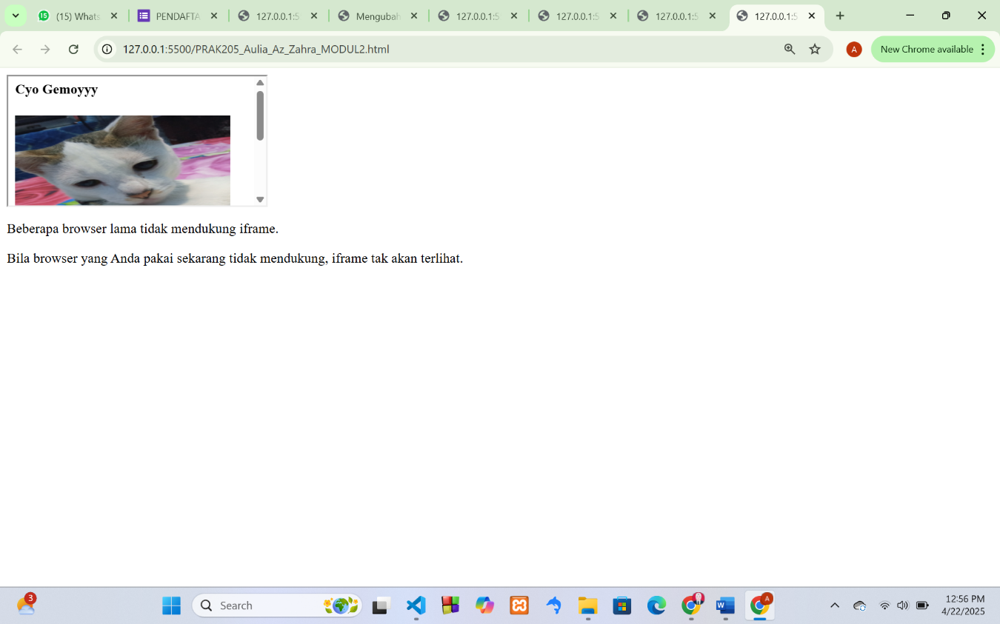 (15) Whats
PENDAFTA
127.0.0.1:5
Mengubah
127.0.0.1:5
127.0.0.1:5
127.0.0.1:5
127.0.0.1:5
127.0.0.1:5500/PRAK205_Aulia_Az_Zahra_MODUL2.html
A
New Chrome available
Cyo Gemoyyy
Beberapa browser lama tidak mendukung iframe.
Bila browser yang Anda pakai sekarang tidak mendukung, iframe tak akan terlihat.
3
Search
W
A
12:56 PM
4/22/2025